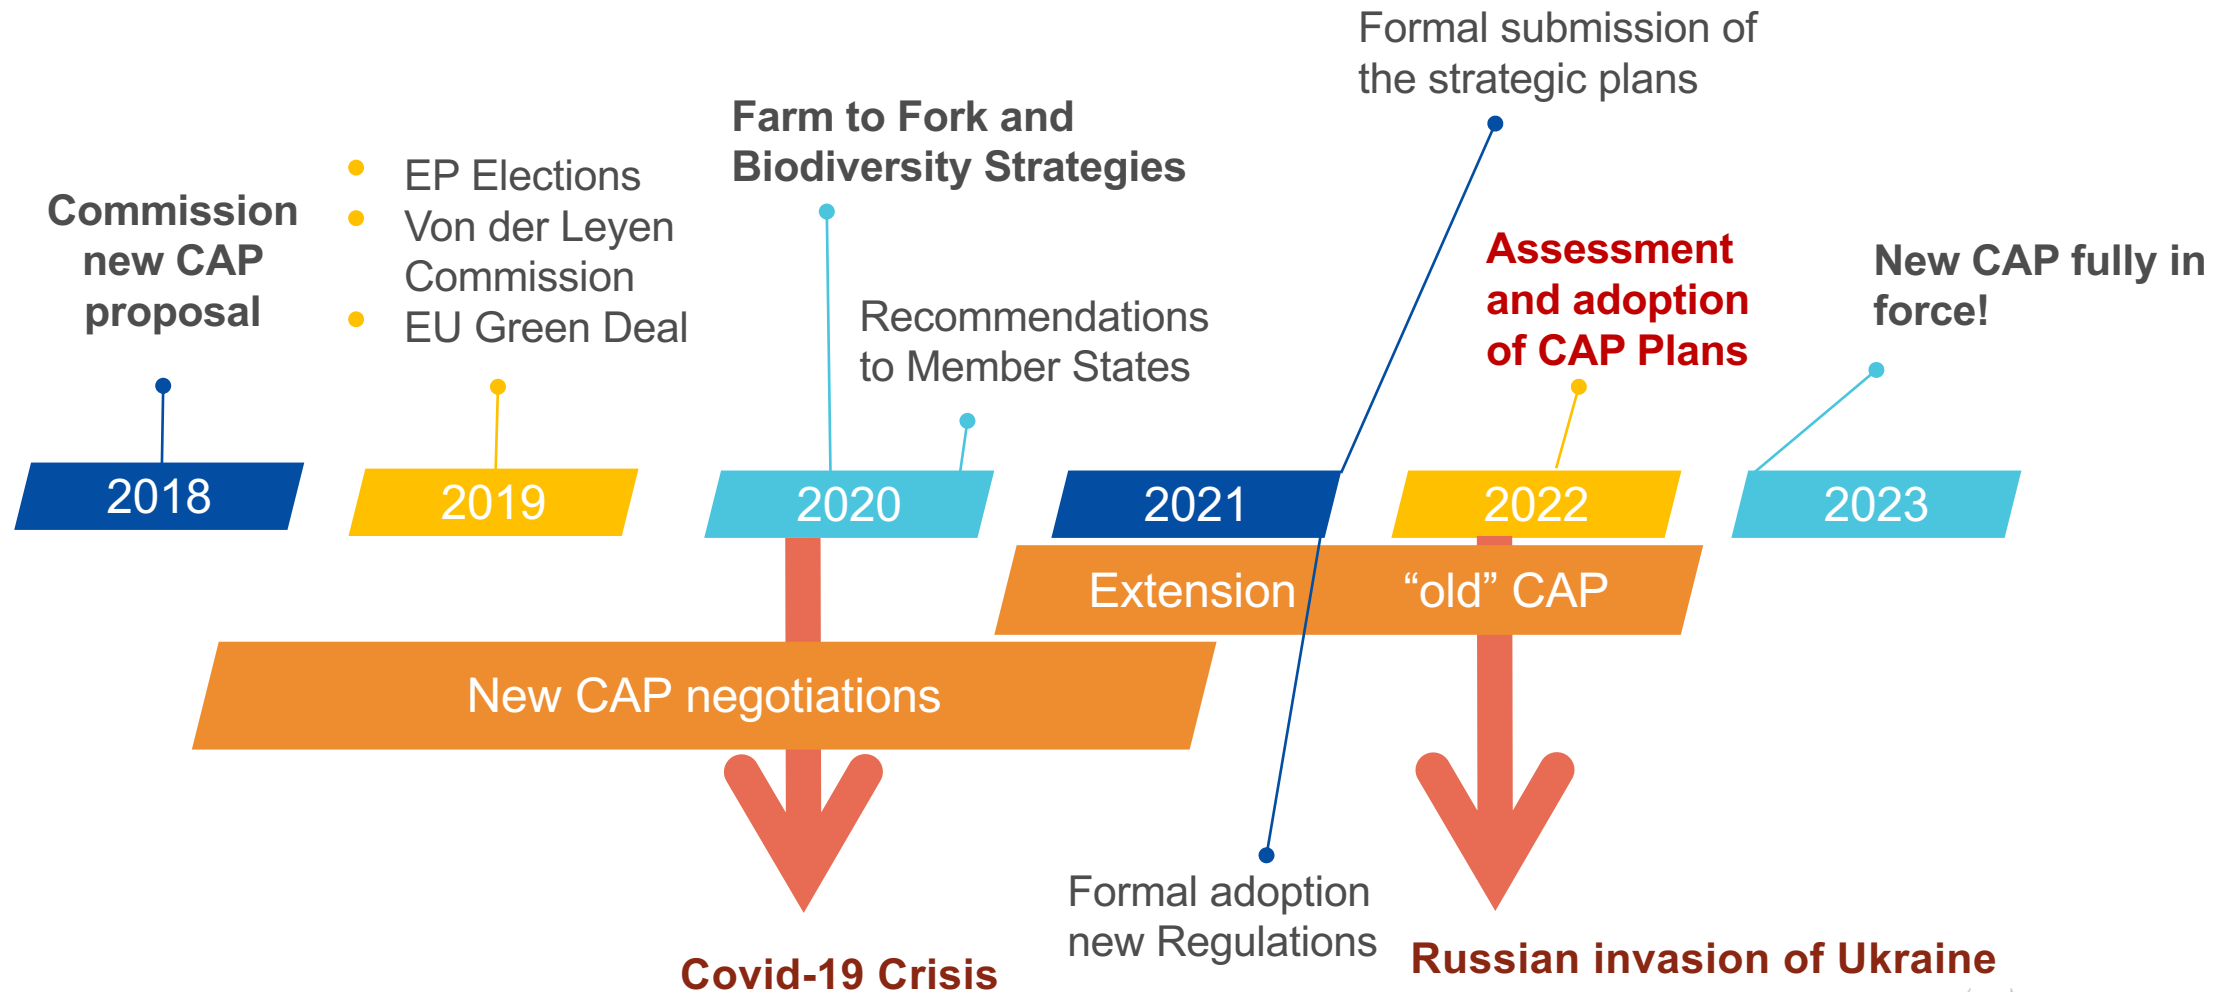 Formal submission of
the strategic plans
Farm to Fork and
Biodiversity Strategies
EP Elections
Von der Leyen
Commission
EU Green Deal
Commission
new CAP
proposal
Recommendations
to Member States
Assessment
and adoption
of CAP Plans
New CAP fully in
force!
2018
2019
2020
2021
2022
2023
Extension “old” CAP
New CAP negotiations
Formal adoption
new Regulations
Covid-19 Crisis
Russian invasion of Ukraine